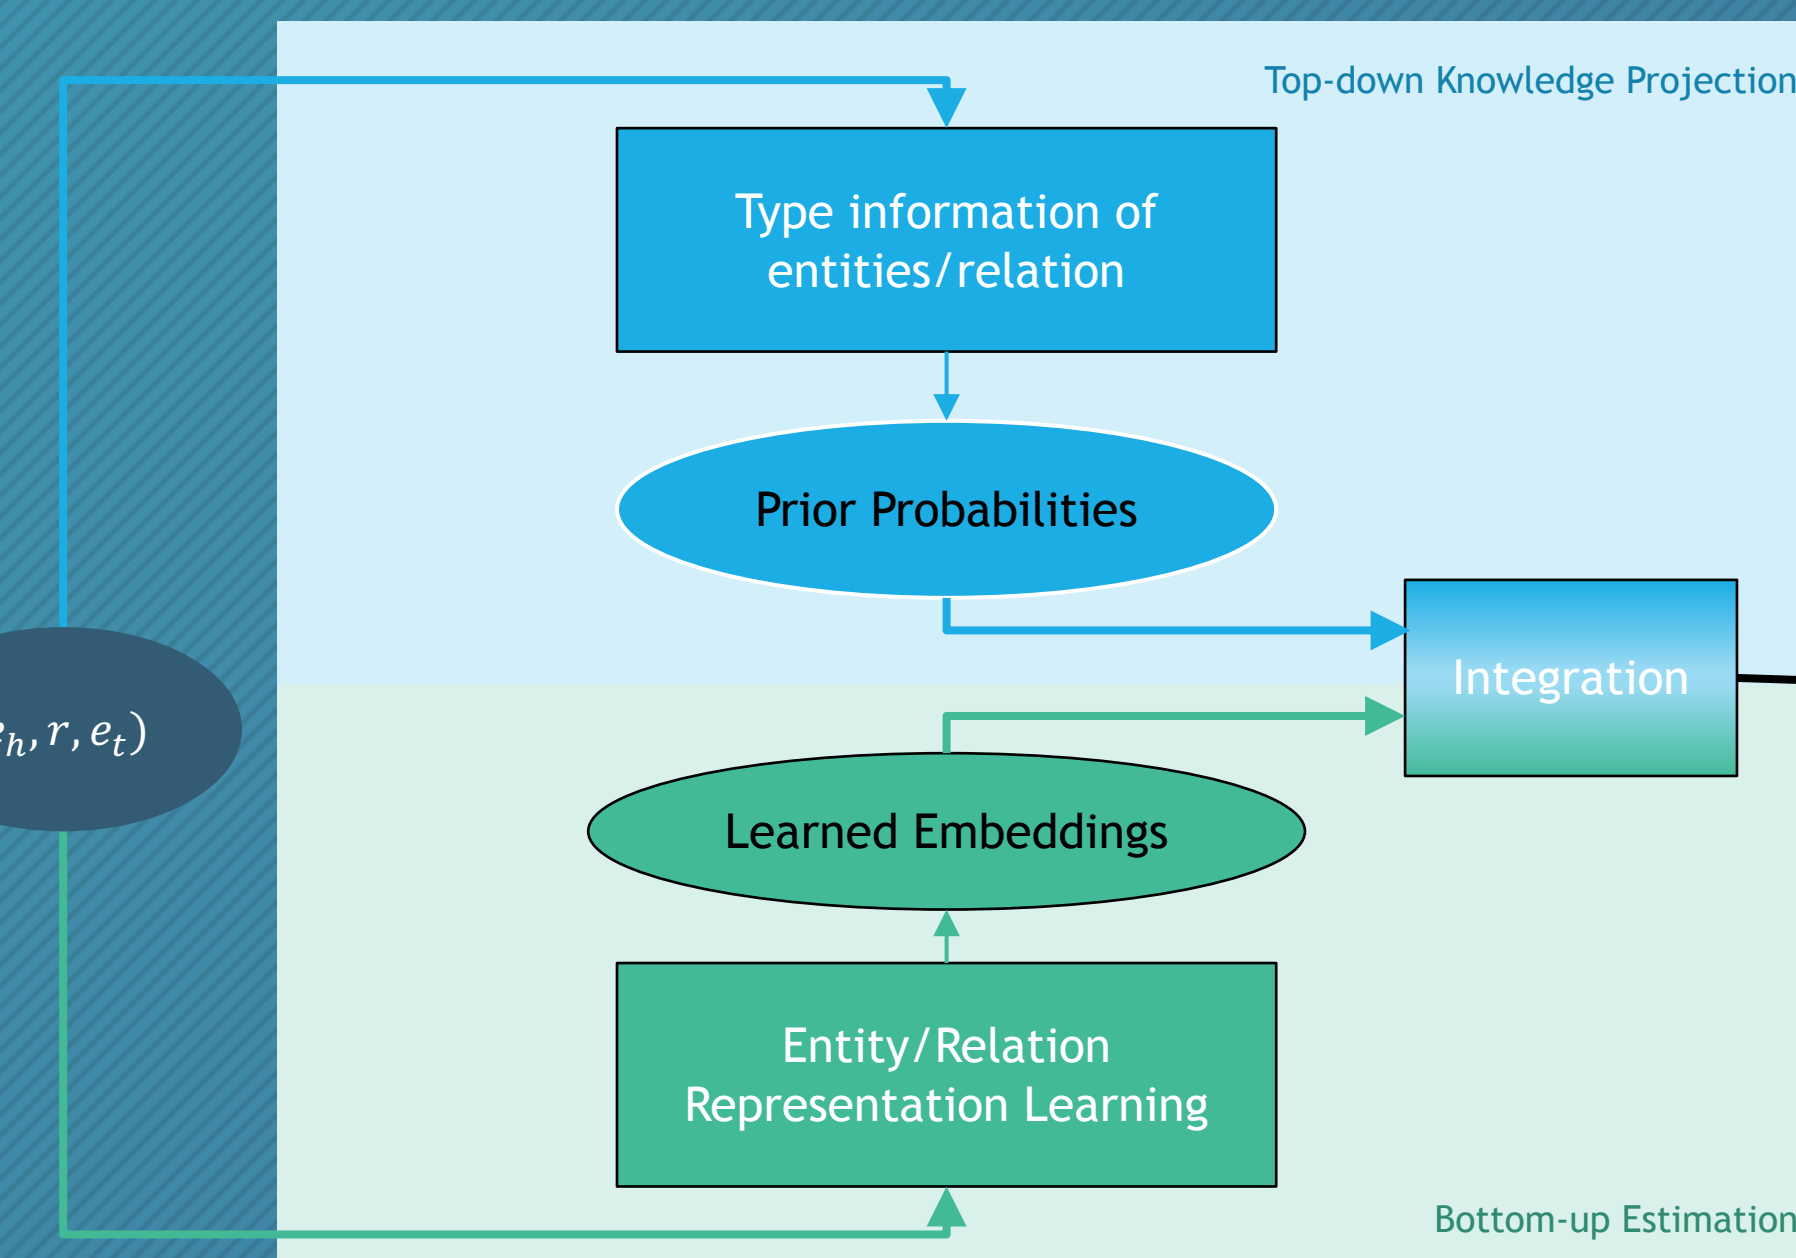 Top-down Knowledge Projection
Type information of
entities/relation
Prior Probabilities
Integration
e_h, r, e_t)
Learned Embeddings
Entity/Relation
Representation Learning
Bottom-up Estimation